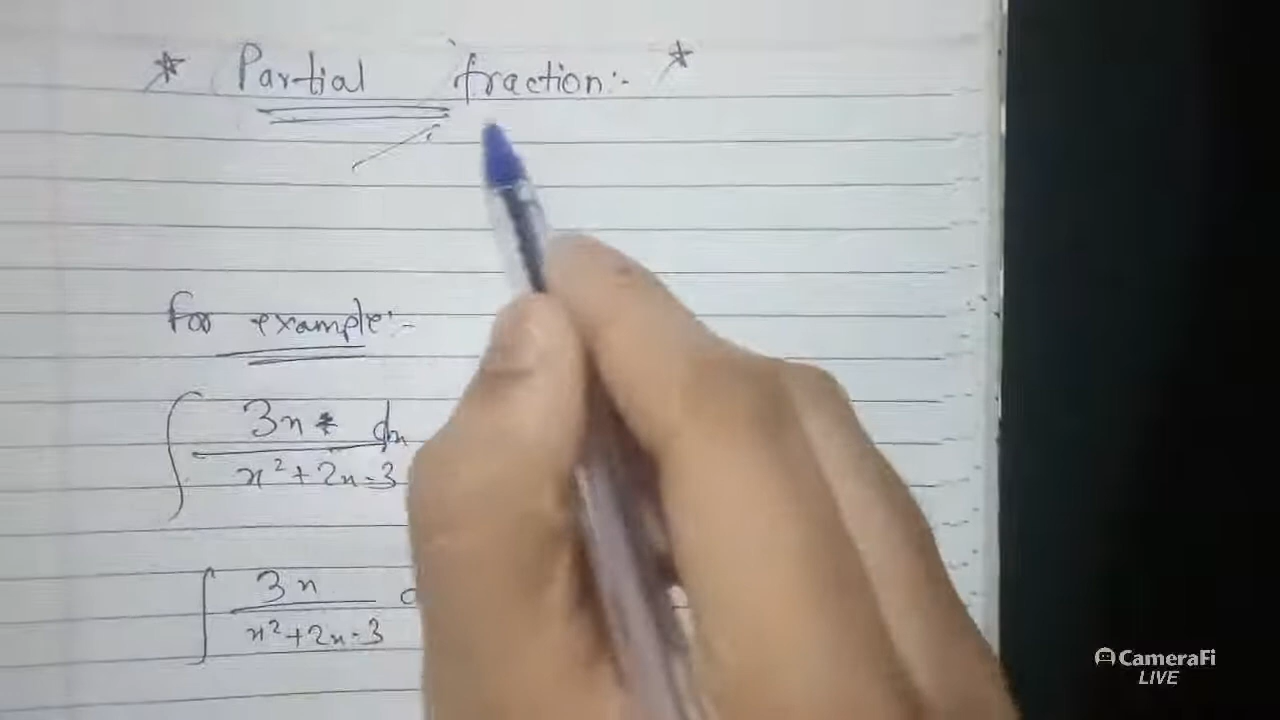 * Partial fraction:- *
For example:-
∫ 3x dx
x²+2x-3
∫ 3x
x²+2x-3
CameraFi
LIVE